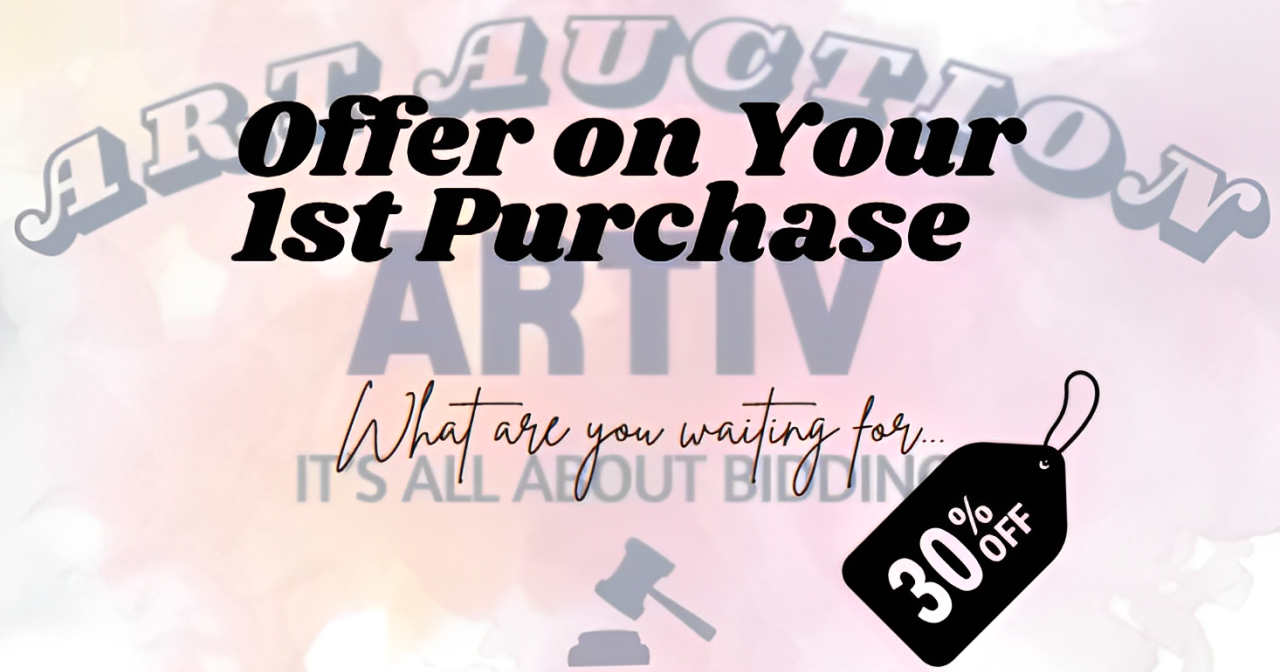 ART AUCTION
Offer on Your
1st Purchase
ARTIV
What are you waiting for...
IT'S ALL ABOUT BIDDING
30% OFF